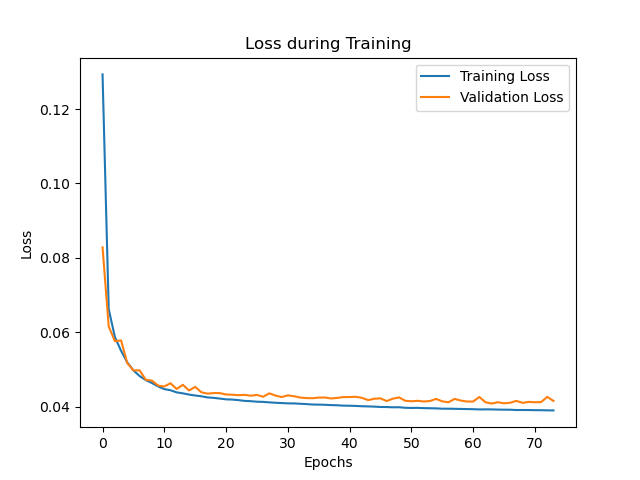 Loss during Training
Training Loss
Validation Loss
0.12
0.10
0.08
0.06
0.04
Loss
0 10 20 30 40 50 60 70
Epochs